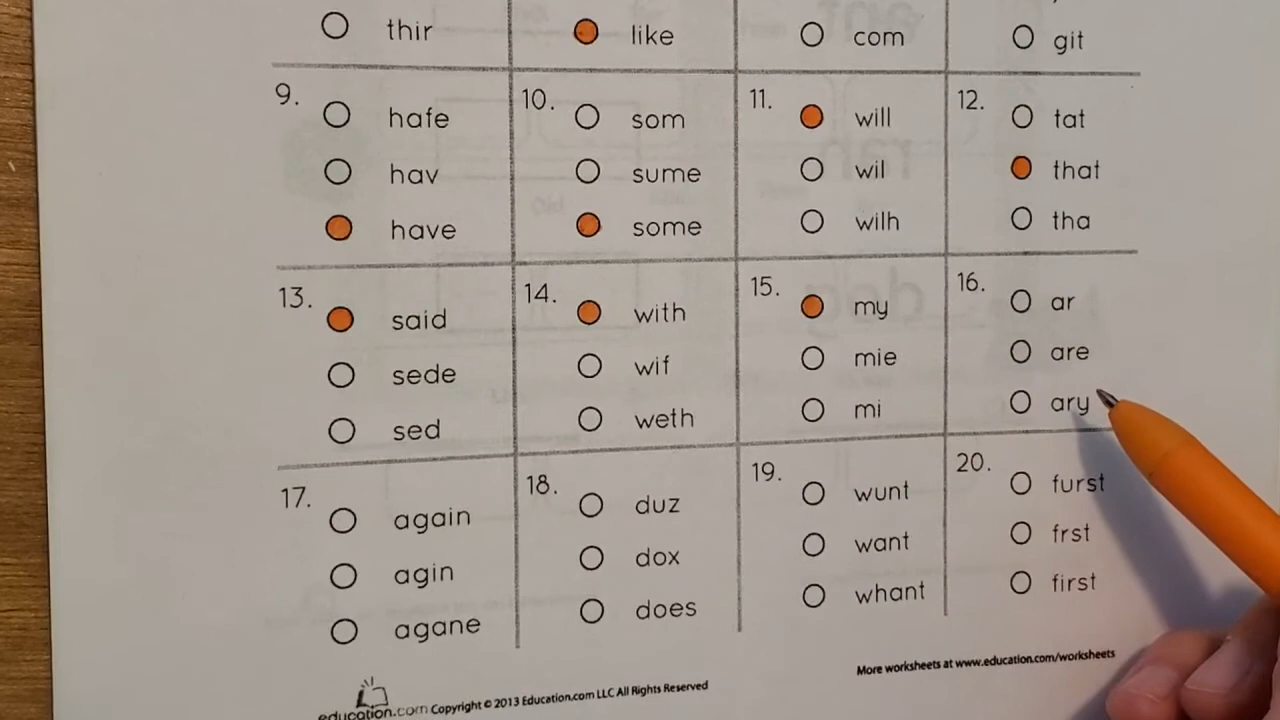 thir
like
com
git
9.
hafe
hav
have
10.
som
sume
some
11.
will
wil
wilh
12.
tat
that
tha
13.
said
sede
sed
14.
with
wif
weth
15.
my
mie
mi
16.
ar
are
ary
17.
again
agin
agane
18.
duz
dox
does
19.
wunt
want
whant
20.
furst
frst
first
More worksheets at www.education.com/worksheets
education.com Copyright © 2013 Education.com LLC All Rights Reserved